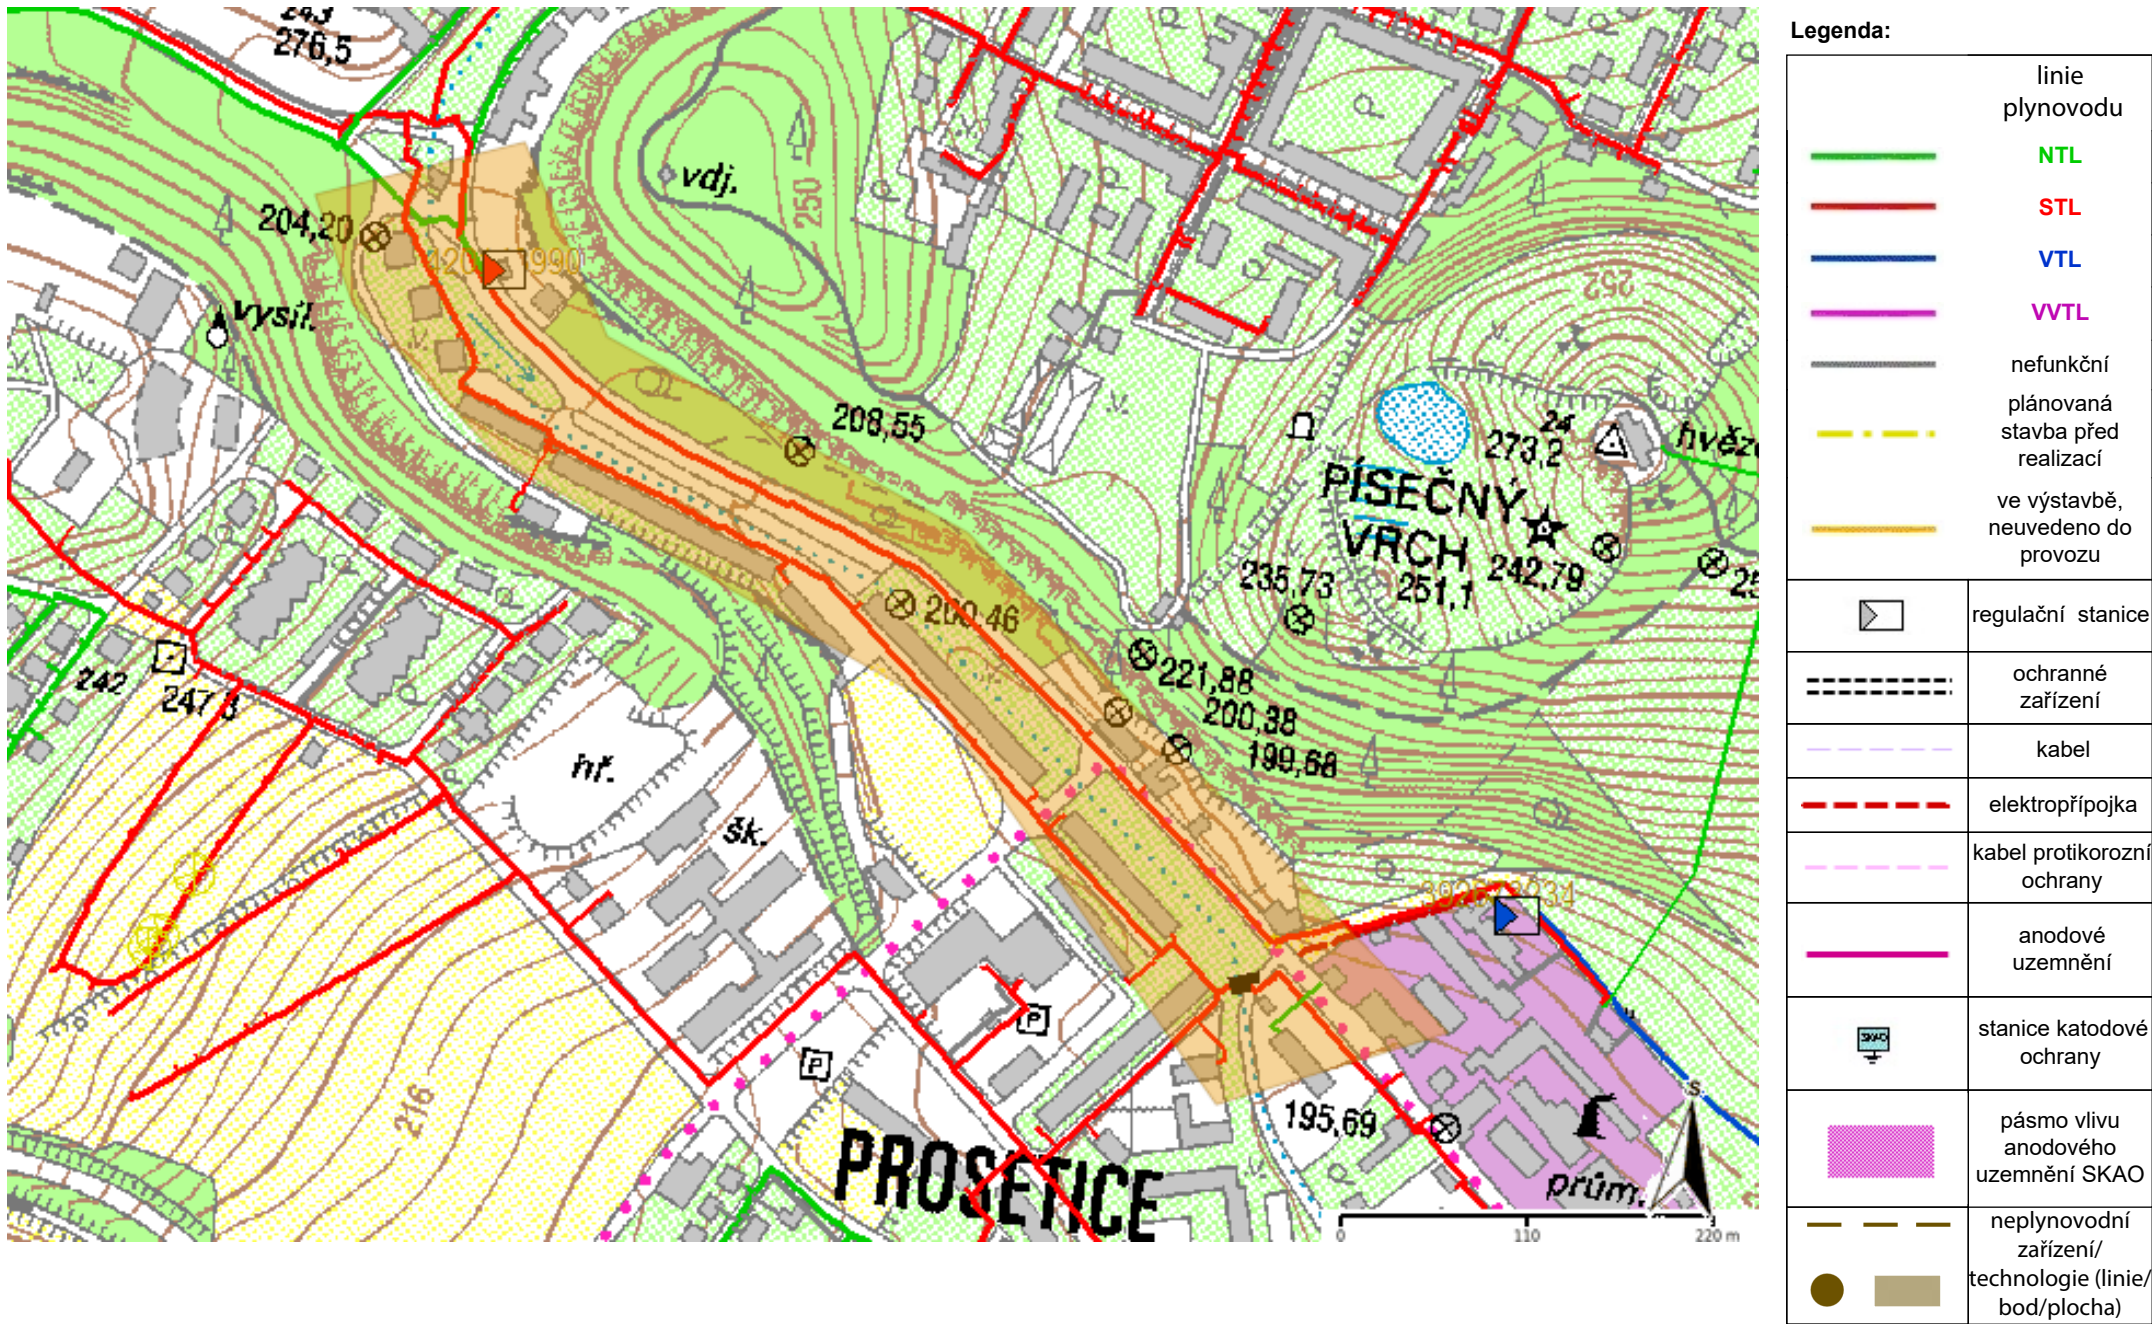 243
276,5
204,20
vdj.
250
vysíl.
208,55
262
24
273,2
PÍSEČNÝ
VRCH
242,79
251,1
235,73
200,46
221,88
200,38
199,68
242
hř.
šk.
P
P
216
195,69
prům.
PROSETICE
S
0
110
220 m
Legenda:
linie
plynovodu
NTL
STL
VTL
VVTL
nefunkční
plánovaná
stavba před
realizací
ve výstavbě,
neuvedeno do
provozu
regulační stanice
ochranné
zařízení
kabel
elektropřípojka
kabel protikorozní
ochrany
anodové
uzemnění
SKAO
stanice katodové
ochrany
pásmo vlivu
anodového
uzemnění SKAO
neplynovodní
zařízení/
technologie (linie/
bod/plocha)